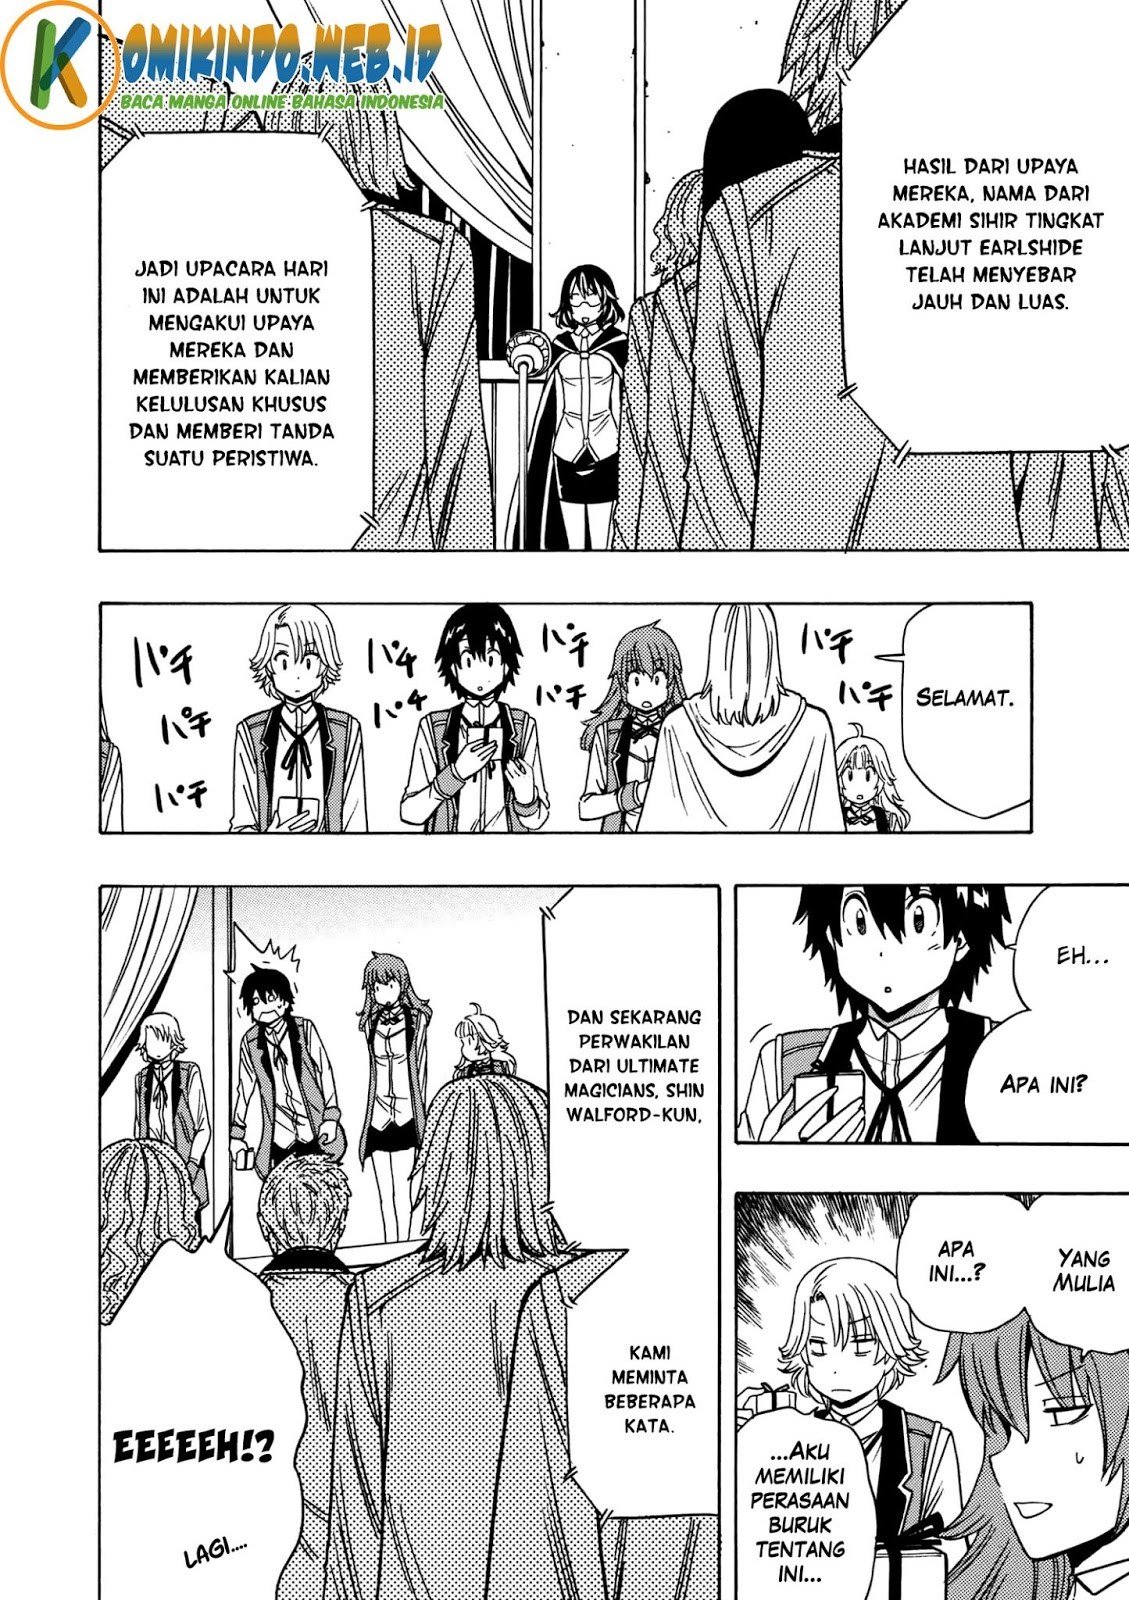 KOMIKINDO.WEB.ID
BACA MANGA ONLINE BAHASA INDONESIA
HASIL DARI UPAYA
MEREKA, NAMA DARI
AKADEMI SIHIR TINGKAT
LANJUT EARLSHIDE
TELAH MENYEBAR
JAUH DAN LUAS.
JADI UPACARA HARI
INI ADALAH UNTUK
MENGAKUI UPAYA
MEREKA DAN
MEMBERIKAN KALIAN
KELULUSAN KHUSUS
DAN MEMBERI TANDA
SUATU PERISTIWA.
SELAMAT.
パチ
パチ
パチ
パチ
パチ
パチ
パチ
パチ
パチ
EH...
APA INI?
YANG
MULIA
APA
INI...?
...AKU
MEMILIKI
PERASAAN
BURUK
TENTANG
INI...
DAN SEKARANG
PERWAKILAN
DARI ULTIMATE
MAGICIANS, SHIN
WALFORD-KUN,
KAMI
MEMINTA
BEBERAPA
KATA.
EEEEEH!?
LAGI....